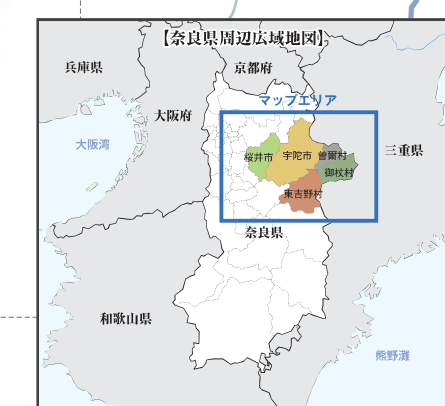 【奈良県周辺広域地図】
兵庫県
京都府
マップエリア
大阪府
大阪湾
三重県
桜井市
宇陀市
曽爾村
御杖村
東吉野村
奈良県
和歌山県
熊野灘